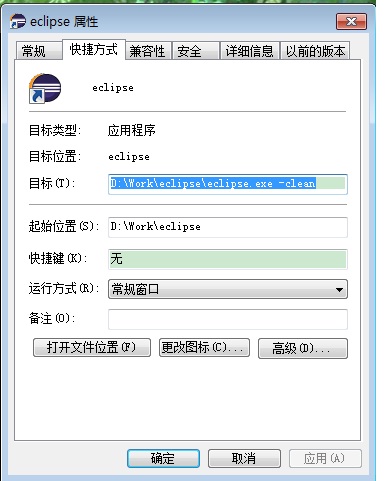 eclipse 属性
常规 快捷方式 兼容性 安全 详细信息 以前的版本
eclipse
目标类型: 应用程序
目标位置: eclipse
目标(T): D:\Work\eclipse\eclipse.exe -clean
起始位置(S): D:\Work\eclipse
快捷键(K): 无
运行方式(R): 常规窗口
备注(O):
打开文件位置(F) 更改图标(C)... 高级(D)...
确定 取消 应用(A)